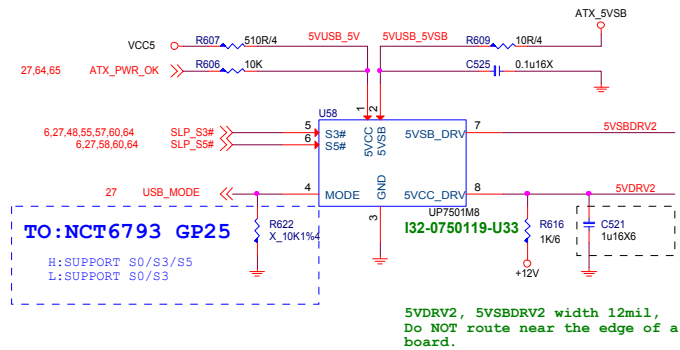 ATX_5VSB
VCC5
R607
510R/4
5VUSB_5V
5VUSB_5VSB
R609
10R/4
27,64,65
ATX_PWR_OK
R606
10K
C525
0.1u16X
1
2
U58
6,27,48,55,57,60,64
SLP_S3#
5
S3#
5VCC
5VSB
5VSB_DRV
7
5VSBDRV2
6,27,58,60,64
SLP_S5#
6
S5#
27
USB_MODE
4
MODE
GND
5VCC_DRV
8
5VDRV2
3
UP7501M8
I32-0750119-U33
R622
X_10K1%4
R616
1K/6
C521
1u16X6
+12V
TO:NCT6793 GP25
H:SUPPORT S0/S3/S5
L:SUPPORT S0/S3
5VDRV2, 5VSBDRV2 width 12mil,
Do NOT route near the edge of a
board.